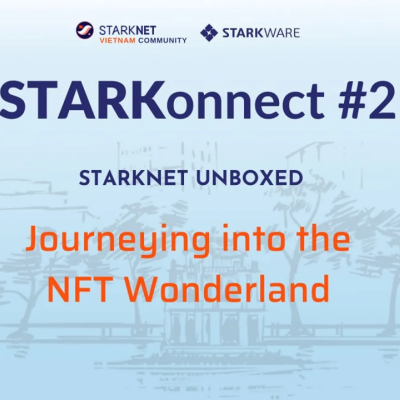 STARKNET
VIETNAM COMMUNITY
STARKWARE
STARKonnect #2
STARKNET UNBOXED
Journeying into the
NFT Wonderland